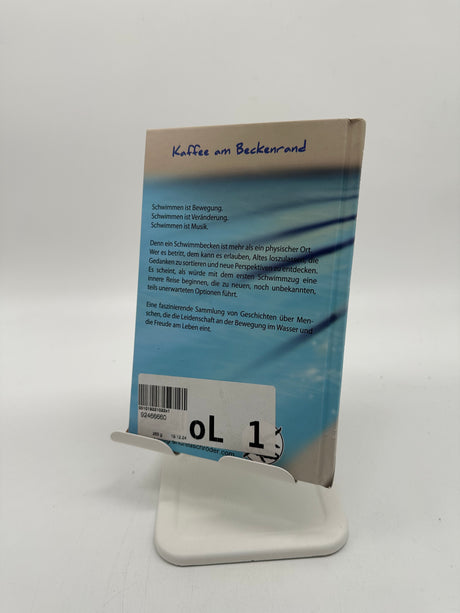 Kaffee am Beckenrand
Schwimmen ist Bewegung.
Schwimmen ist Veränderung.
Schwimmen ist Musik.
Denn ein Schwimmbecken ist mehr als ein physischer Ort.
Wer es betritt, dem kann es erlauben, Altes loszulassen, die
Gedanken zu sortieren und neue Perspektiven zu entdecken.
Es scheint, als würde mit dem ersten Schwimmzug eine
innere Reise beginnen, die zu neuen, noch unbekannten,
teils unerwarteten Optionen führt.
Eine faszinierende Sammlung von Geschichten über Men-
schen, die die Leidenschaft an der Bewegung im Wasser und
die Freude am Leben eint.
92466660
oL 1